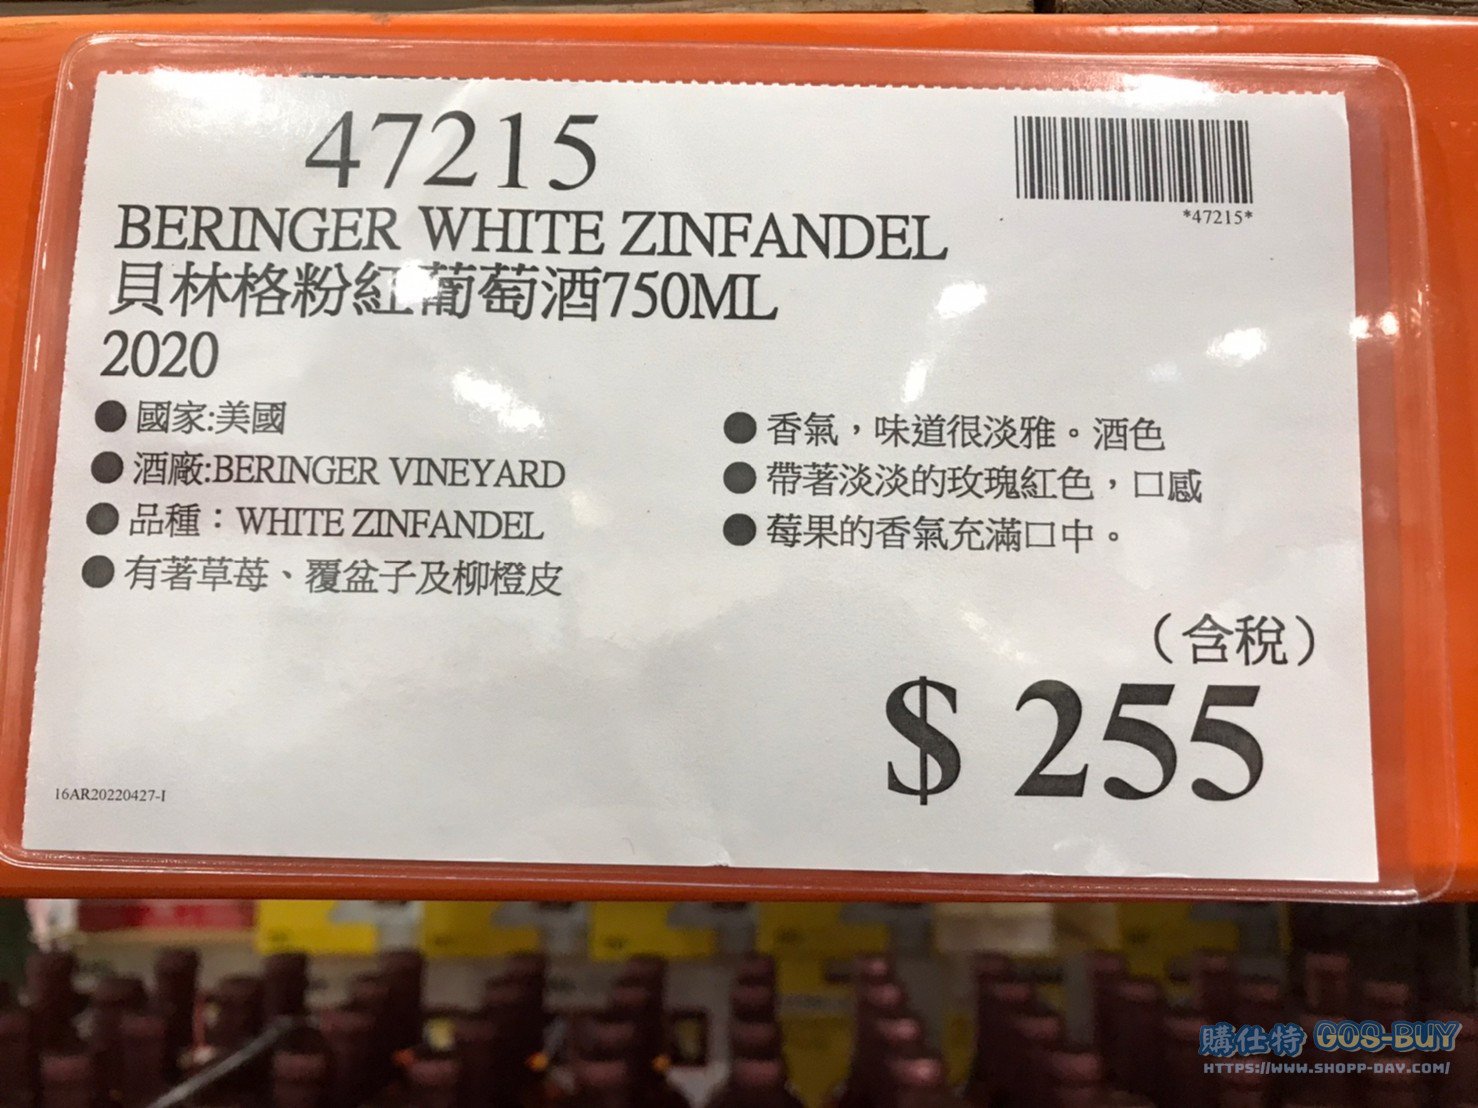 47215
*47215*
BERINGER WHITE ZINFANDEL
貝林格粉紅葡萄酒750ML
2020
● 國家:美國
● 酒廠:BERINGER VINEYARD
● 品種：WHITE ZINFANDEL
● 有著草莓、覆盆子及柳橙皮
● 香氣，味道很淡雅。酒色
● 帶著淡淡的玫瑰紅色，口感
● 莓果的香氣充滿口中。
（含稅）
$ 255
16AR20220427-I
購仕特 GOS-BUY
HTTPS://WWW.SHOPP-DAY.COM/